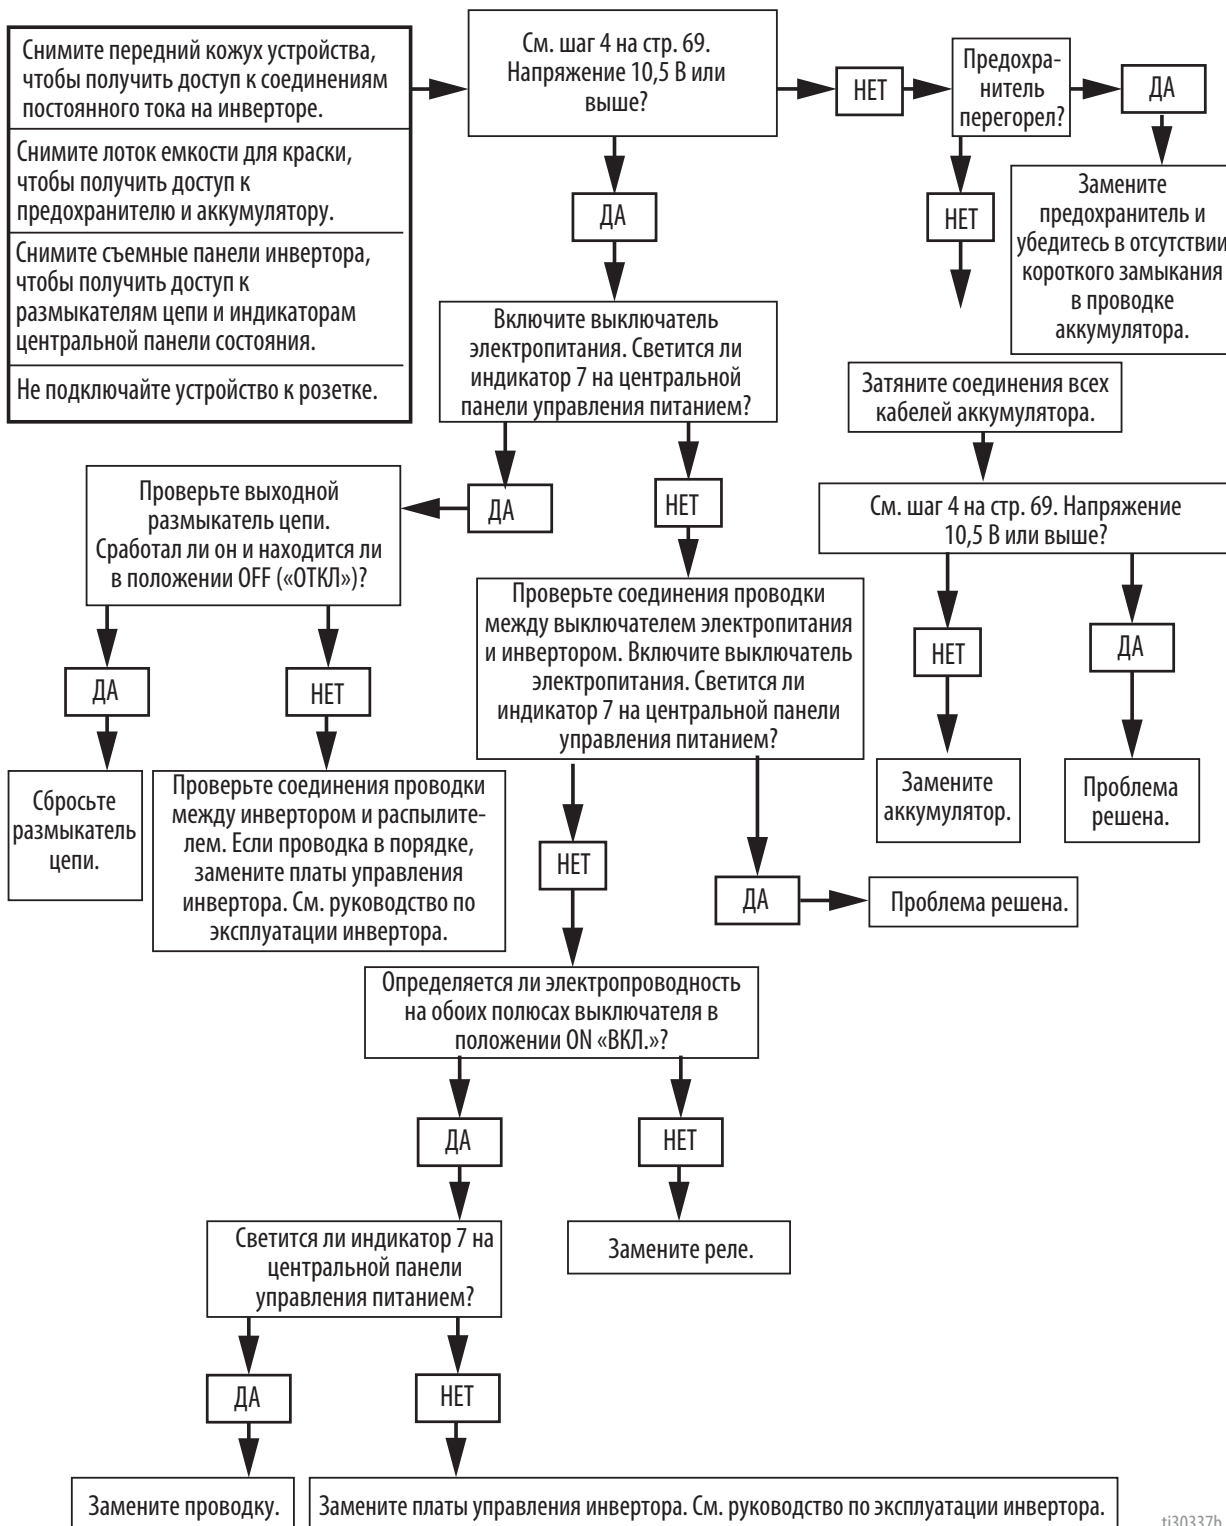 Снимите передний кожух устройства,
чтобы получить доступ к соединениям
постоянного тока на инверторе.
Снимите лоток емкости для краски,
чтобы получить доступ к
предохранителю и аккумулятору.
Снимите съемные панели инвертора,
чтобы получить доступ к
размыкателям цепи и индикаторам
центральной панели состояния.
Не подключайте устройство к розетке.
См. шаг 4 на стр. 69.
Напряжение 10,5 В или
выше?
НЕТ
Предохра-
нитель
перегорел?
ДА
ДА
НЕТ
Замените
предохранитель и
убедитесь в отсутствии
короткого замыкания
в проводке
аккумулятора.
Включите выключатель
электропитания. Светится ли
индикатор 7 на центральной
панели управления питанием?
Затяните соединения всех
кабелей аккумулятора.
ДА
НЕТ
Проверьте выходной
размыкатель цепи.
Сработал ли он и находится ли
в положении OFF («ОТКЛ»)?
См. шаг 4 на стр. 69. Напряжение
10,5 В или выше?
Проверьте соединения проводки
между выключателем электропитания
и инвертором. Включите выключатель
электропитания. Светится ли
индикатор 7 на центральной панели
управления питанием?
ДА
НЕТ
НЕТ
ДА
Сбросьте
размыкатель
цепи.
Проверьте соединения проводки
между инвертором и распылите-
лем. Если проводка в порядке,
замените платы управления
инвертора. См. руководство по
эксплуатации инвертора.
Замените
аккумулятор.
Проблема
решена.
НЕТ
ДА
Проблема решена.
Определяется ли электропроводность
на обоих полюсах выключателя в
положении ON «ВКЛ.»?
ДА
НЕТ
Светится ли индикатор 7 на
центральной панели
управления питанием?
Замените реле.
ДА
НЕТ
Замените проводку.
Замените платы управления инвертора. См. руководство по эксплуатации инвертора.
ti30337b